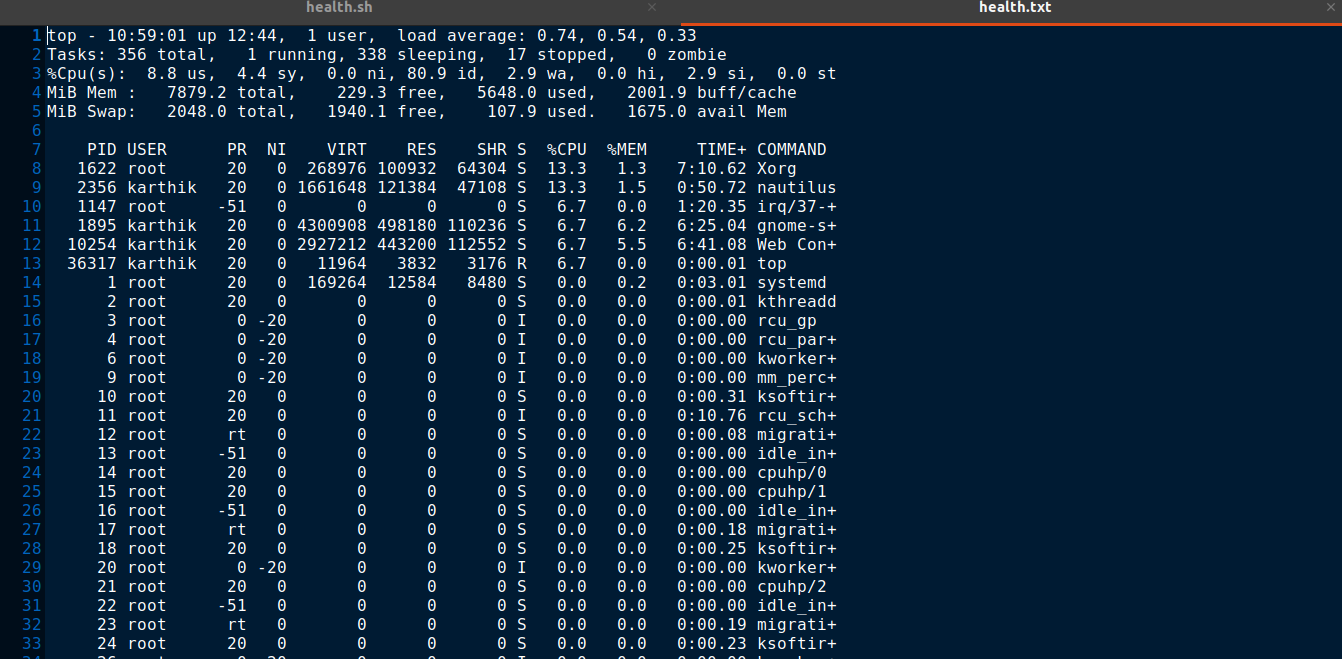 health.sh × health.txt ×
1 top - 10:59:01 up 12:44,  1 user,  load average: 0.74, 0.54, 0.33
2 Tasks: 356 total,   1 running, 338 sleeping,  17 stopped,   0 zombie
3 %Cpu(s):  8.8 us,  4.4 sy,  0.0 ni, 80.9 id,  2.9 wa,  0.0 hi,  2.9 si,  0.0 st
4 MiB Mem :   7879.2 total,    229.3 free,   5648.0 used,   2001.9 buff/cache
5 MiB Swap:   2048.0 total,   1940.1 free,    107.9 used.   1675.0 avail Mem
6
7     PID USER      PR  NI    VIRT    RES    SHR S  %CPU  %MEM     TIME+ COMMAND
8    1622 root      20   0  268976 100932  64304 S  13.3   1.3   7:10.62 Xorg
9    2356 karthik   20   0 1661648 121384  47108 S  13.3   1.5   0:50.72 nautilus
10    1147 root     -51   0       0      0      0 S   6.7   0.0   1:20.35 irq/37-+
11    1895 karthik   20   0 4300908 498180 110236 S   6.7   6.2   6:25.04 gnome-s+
12   10254 karthik   20   0 2927212 443200 112552 S   6.7   5.5   6:41.08 Web Con+
13   36317 karthik   20   0   11964   3832   3176 R   6.7   0.0   0:00.01 top
14       1 root      20   0  169264  12584   8480 S   0.0   0.2   0:03.01 systemd
15       2 root      20   0       0      0      0 S   0.0   0.0   0:00.01 kthreadd
16       3 root       0 -20       0      0      0 I   0.0   0.0   0:00.00 rcu_gp
17       4 root       0 -20       0      0      0 I   0.0   0.0   0:00.00 rcu_par+
18       6 root       0 -20       0      0      0 I   0.0   0.0   0:00.00 kworker+
19       9 root       0 -20       0      0      0 I   0.0   0.0   0:00.00 mm_perc+
20      10 root      20   0       0      0      0 S   0.0   0.0   0:00.31 ksoftir+
21      11 root      20   0       0      0      0 I   0.0   0.0   0:10.76 rcu_sch+
22      12 root      rt   0       0      0      0 S   0.0   0.0   0:00.08 migrati+
23      13 root     -51   0       0      0      0 S   0.0   0.0   0:00.00 idle_in+
24      14 root      20   0       0      0      0 S   0.0   0.0   0:00.00 cpuhp/0
25      15 root      20   0       0      0      0 S   0.0   0.0   0:00.00 cpuhp/1
26      16 root     -51   0       0      0      0 S   0.0   0.0   0:00.00 idle_in+
27      17 root      rt   0       0      0      0 S   0.0   0.0   0:00.18 migrati+
28      18 root      20   0       0      0      0 S   0.0   0.0   0:00.25 ksoftir+
29      20 root       0 -20       0      0      0 I   0.0   0.0   0:00.00 kworker+
30      21 root      20   0       0      0      0 S   0.0   0.0   0:00.00 cpuhp/2
31      22 root     -51   0       0      0      0 S   0.0   0.0   0:00.00 idle_in+
32      23 root      rt   0       0      0      0 S   0.0   0.0   0:00.19 migrati+
33      24 root      20   0       0      0      0 S   0.0   0.0   0:00.23 ksoftir+